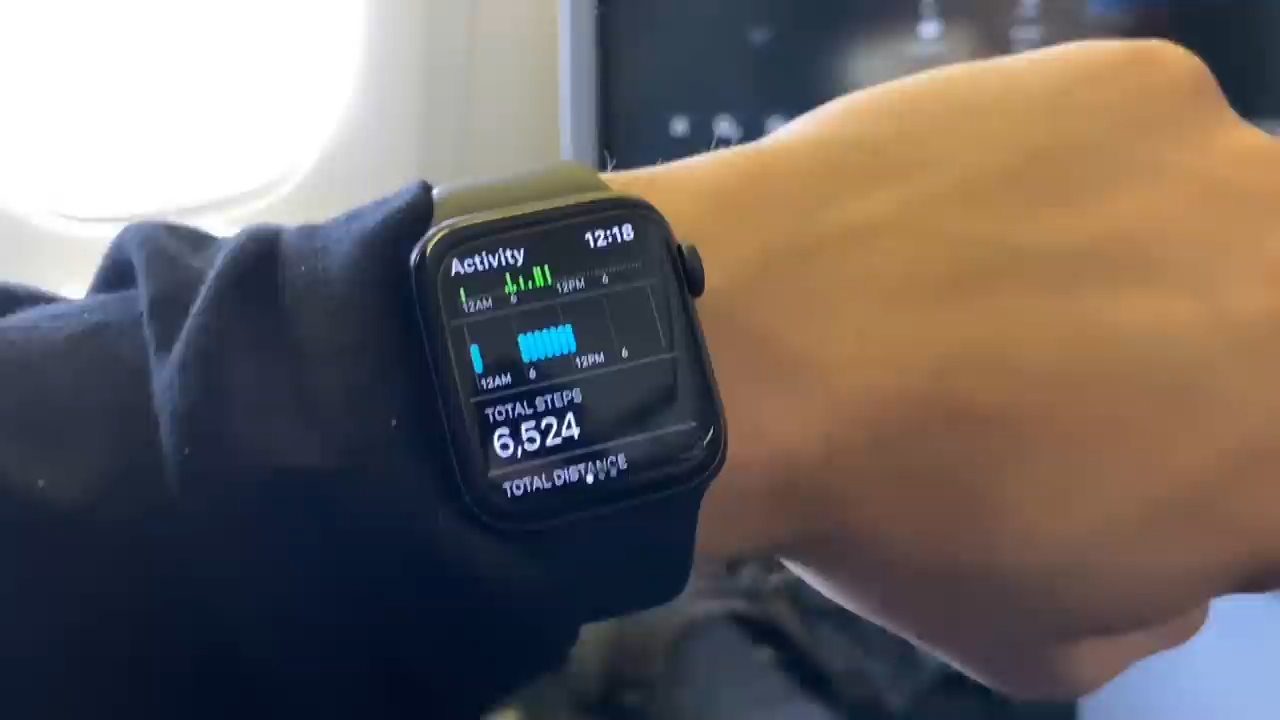 Activity
12:18
12AM 6 12PM 6
12AM 6 12PM 6
TOTAL STEPS
6,524
TOTAL DISTANCE